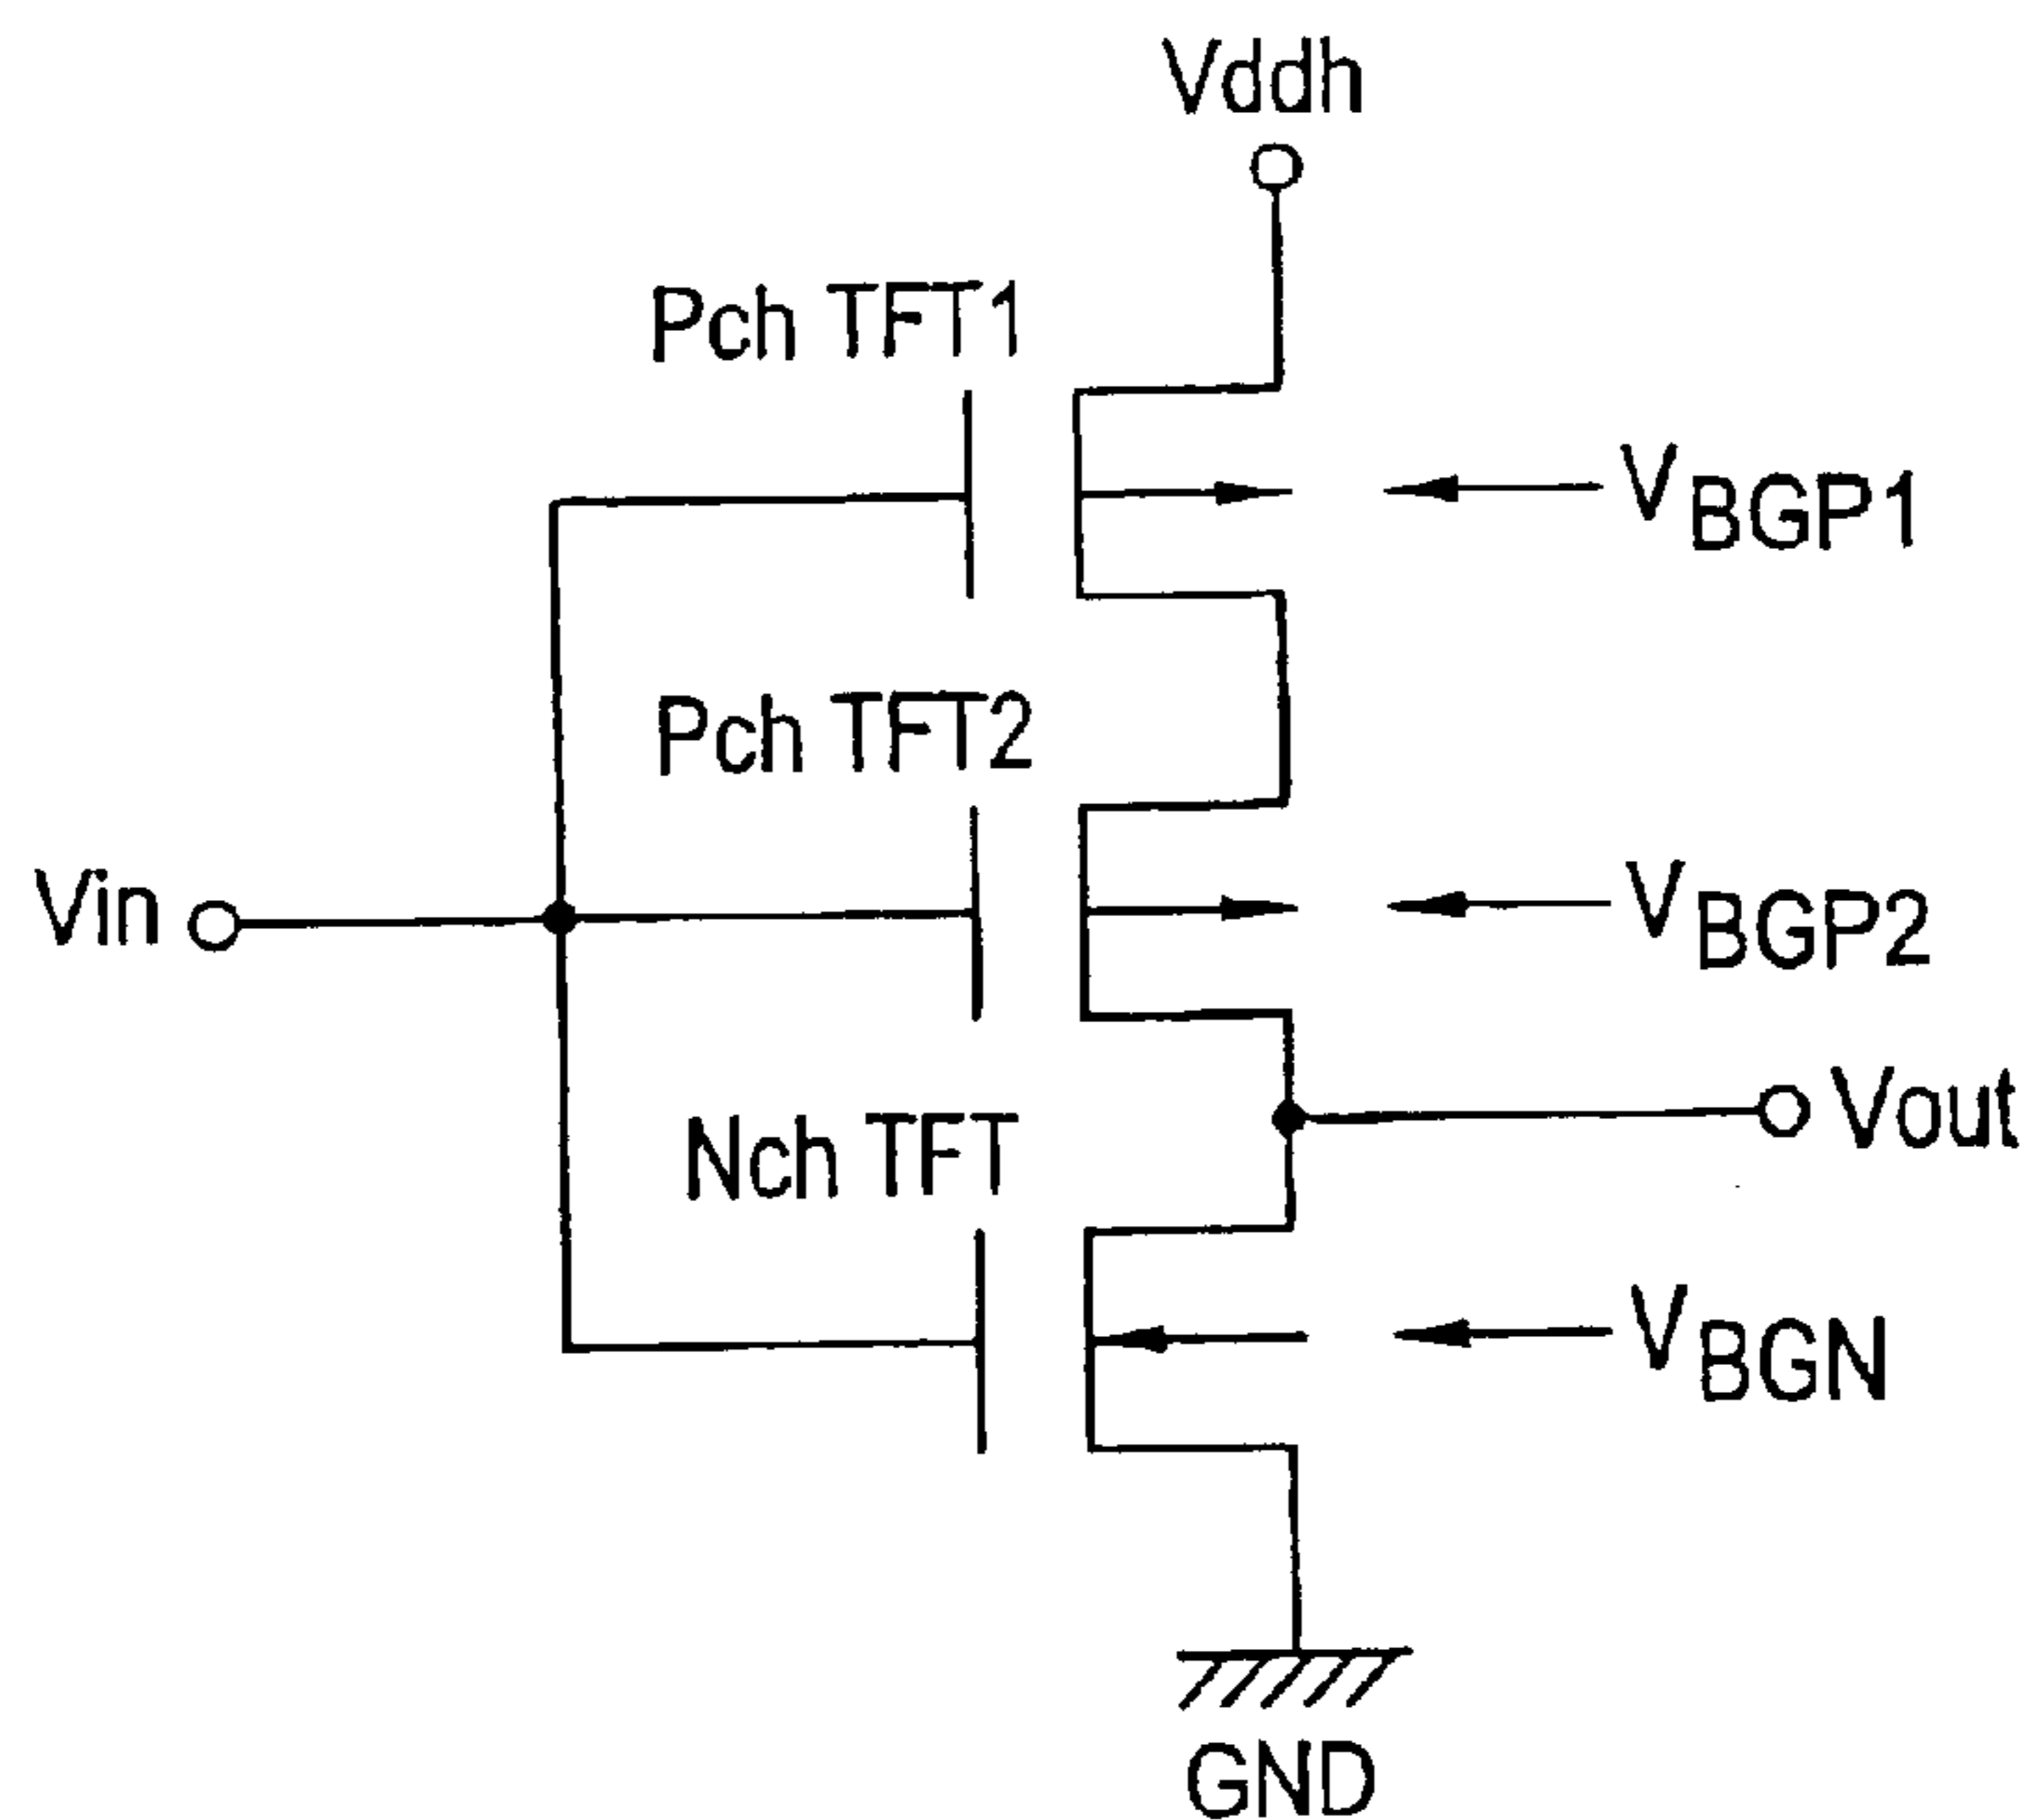 Vddh
Pch TFT1
VBGP1
Pch TFT2
VBGP2
Vin
Vout
Nch TFT
VBGN
GND